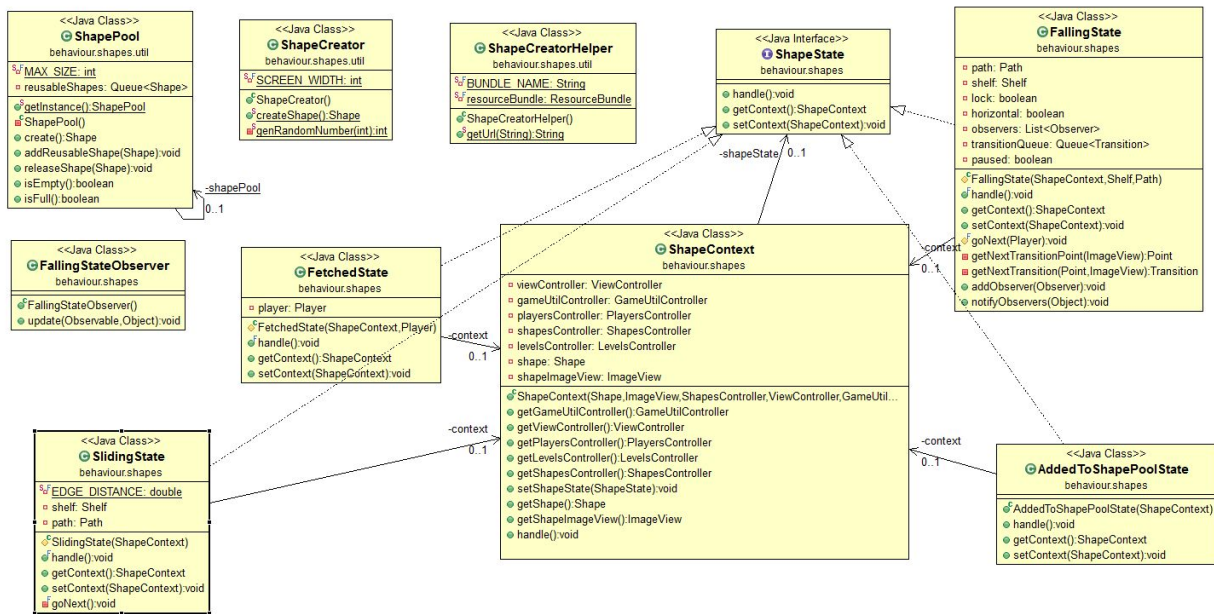 <<Java Class>>
ShapePool
behaviour.shapes.util
MAX_SIZE: int
reusableShapes: Queue<Shape>
getInstance():ShapePool
ShapePool()
create():Shape
addReusableShape(Shape):void
releaseShape(Shape):void
isEmpty():boolean
isFull():boolean
-shapePool
0..1
<<Java Class>>
ShapeCreator
behaviour.shapes.util
SCREEN_WIDTH: int
ShapeCreator()
createShape():Shape
genRandomNumber(int):int
<<Java Class>>
ShapeCreatorHelper
behaviour.shapes.util
BUNDLE_NAME: String
resourceBundle: ResourceBundle
ShapeCreatorHelper()
getUrl(String):String
<<Java Interface>>
ShapeState
behaviour.shapes
handle():void
getContext():ShapeContext
setContext(ShapeContext):void
-shapeState
0..1
<<Java Class>>
FallingState
behaviour.shapes
path: Path
shelf: Shelf
lock: boolean
horizontal: boolean
observers: List<Observer>
transitionQueue: Queue<Transition>
paused: boolean
FallingState(ShapeContext,Shelf,Path)
handle():void
getContext():ShapeContext
setContext(ShapeContext):void
goNext(Player):void
getNextTransitionPoint(ImageView):Point
getNextTransition(Point,ImageView):Transition
addObserver(Observer):void
notifyObservers(Object):void
-context
0..1
<<Java Class>>
FallingStateObserver
behaviour.shapes
FallingStateObserver()
update(Observable,Object):void
<<Java Class>>
FetchedState
behaviour.shapes
player: Player
FetchedState(ShapeContext,Player)
handle():void
getContext():ShapeContext
setContext(ShapeContext):void
-context
0..1
<<Java Class>>
ShapeContext
behaviour.shapes
viewController: ViewController
gameUtilController: GameUtilController
playersController: PlayersController
shapesController: ShapesController
levelsController: LevelsController
shape: Shape
shapeImageView: ImageView
ShapeContext(Shape,ImageView,ShapesController,ViewController,GameUtil...
getGameUtilController():GameUtilController
getViewController():ViewController
getPlayersController():PlayersController
getLevelsController():LevelsController
getShapesController():ShapesController
setShapeState(ShapeState):void
getShape():Shape
getShapeImageView():ImageView
handle():void
<<Java Class>>
SlidingState
behaviour.shapes
EDGE_DISTANCE: double
shelf: Shelf
path: Path
SlidingState(ShapeContext)
handle():void
getContext():ShapeContext
setContext(ShapeContext):void
goNext():void
-context
0..1
-context
0..1
<<Java Class>>
AddedToShapePoolState
behaviour.shapes
AddedToShapePoolState(ShapeContext)
handle():void
getContext():ShapeContext
setContext(ShapeContext):void